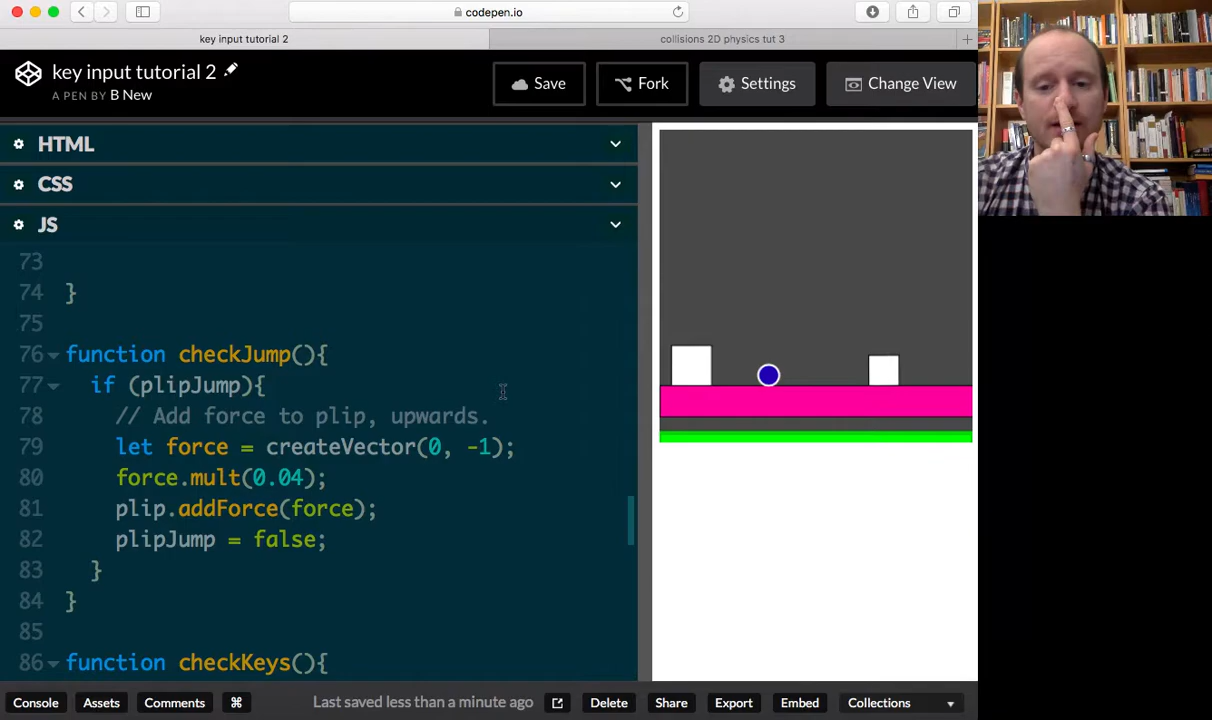 codepen.io
key input tutorial 2
collisions 2D physics tut 3
key input tutorial 2
A PEN BY B New
Save
Fork
Settings
Change View
HTML
CSS
JS
73
74 }
75
76 function checkJump(){
77 if (plipJump){
78 // Add force to plip, upwards.
79 let force = createVector(0, -1);
80 force.mult(0.04);
81 plip.addForce(force);
82 plipJump = false;
83 }
84 }
85
86 function checkKeys(){
Console
Assets
Comments
⌘
Last saved less than a minute ago
Delete
Share
Export
Embed
Collections